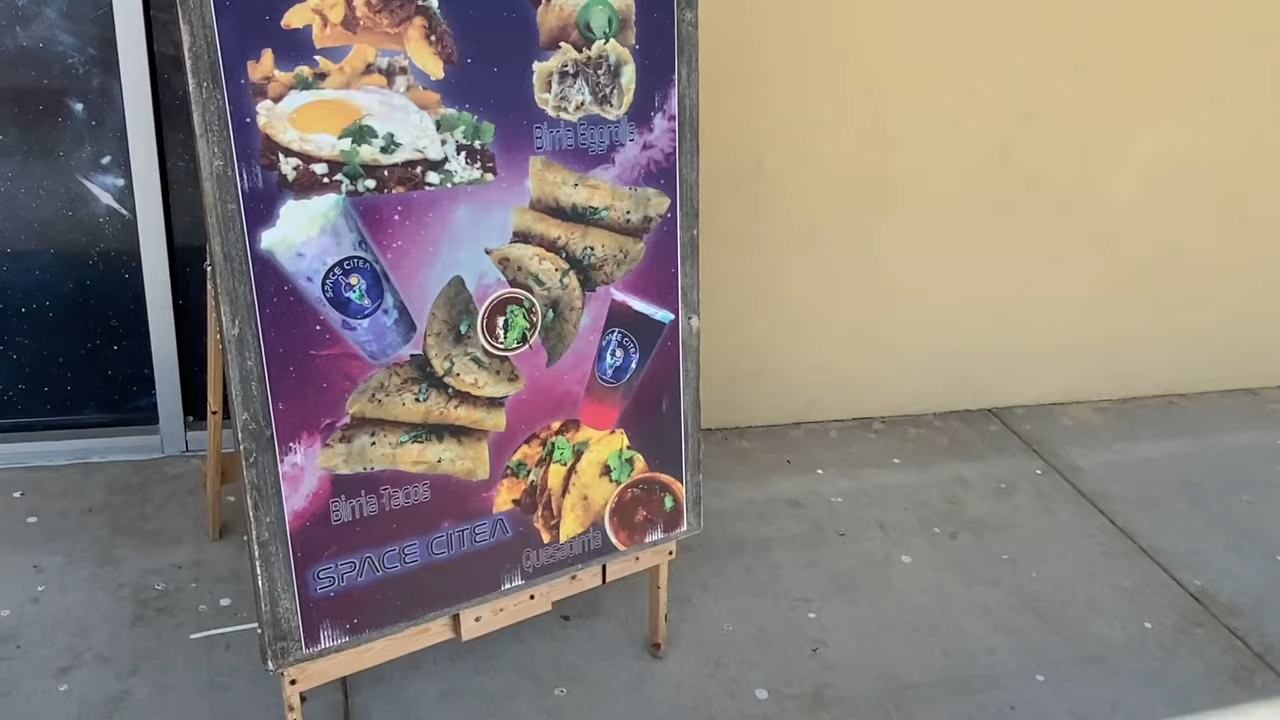 Birria Eggrolls
SPACE CITEA
SPACE CITEA
Birria Tacos
SPACE CITEA
Quesabirria